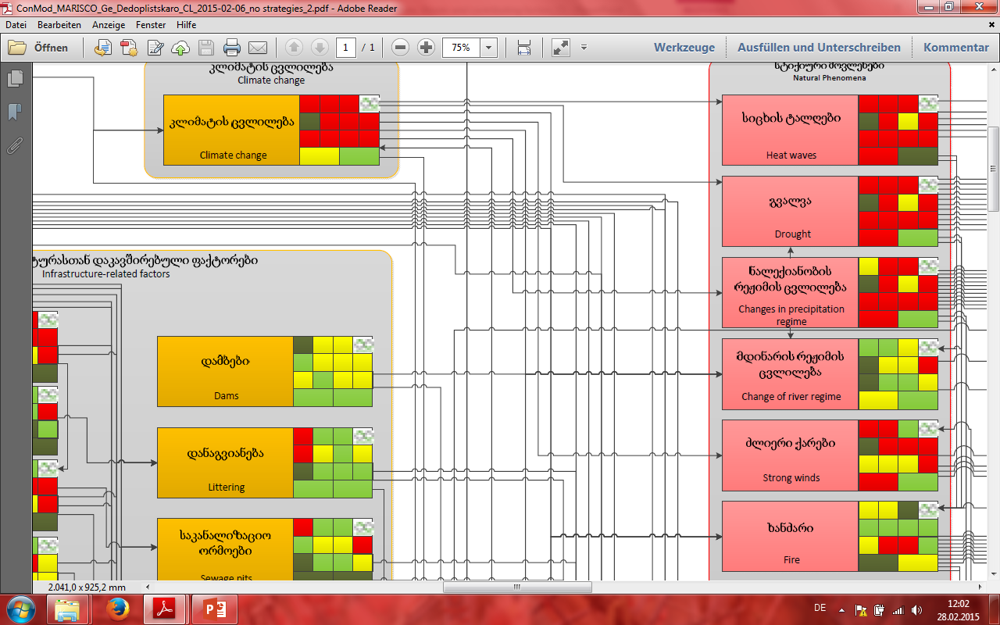 ConMod_MARISCO_Ge_Dedoplistskaro_CL_2015-02-06_no strategies_2.pdf - Adobe Reader
Datei Bearbeiten Anzeige Fenster Hilfe
Öffnen 1 / 1 75% Werkzeuge Ausfüllen und Unterschreiben Kommentar
კლიმატის ცვლილება
Climate change
კლიმატის ცვლილება
Climate change
სტიქიური მოვლენები
Natural Phenomena
სიცხის ტალღები
Heat waves
გვალვა
Drought
ნალექიანობის
რეჟიმის ცვლილება
Changes in precipitation
regime
მდინარის რეჟიმის
ცვლილება
Change of river regime
ძლიერი ქარები
Strong winds
ხანძარი
Fire
დაკავშირებული ფაქტორები
Infrastructure-related factors
დამბები
Dams
დანაგვიანება
Littering
საკანალიზაციო
ორმოები
Sewage pits
2.041,0 x 925,2 mm
DE
12:02
28.02.2015